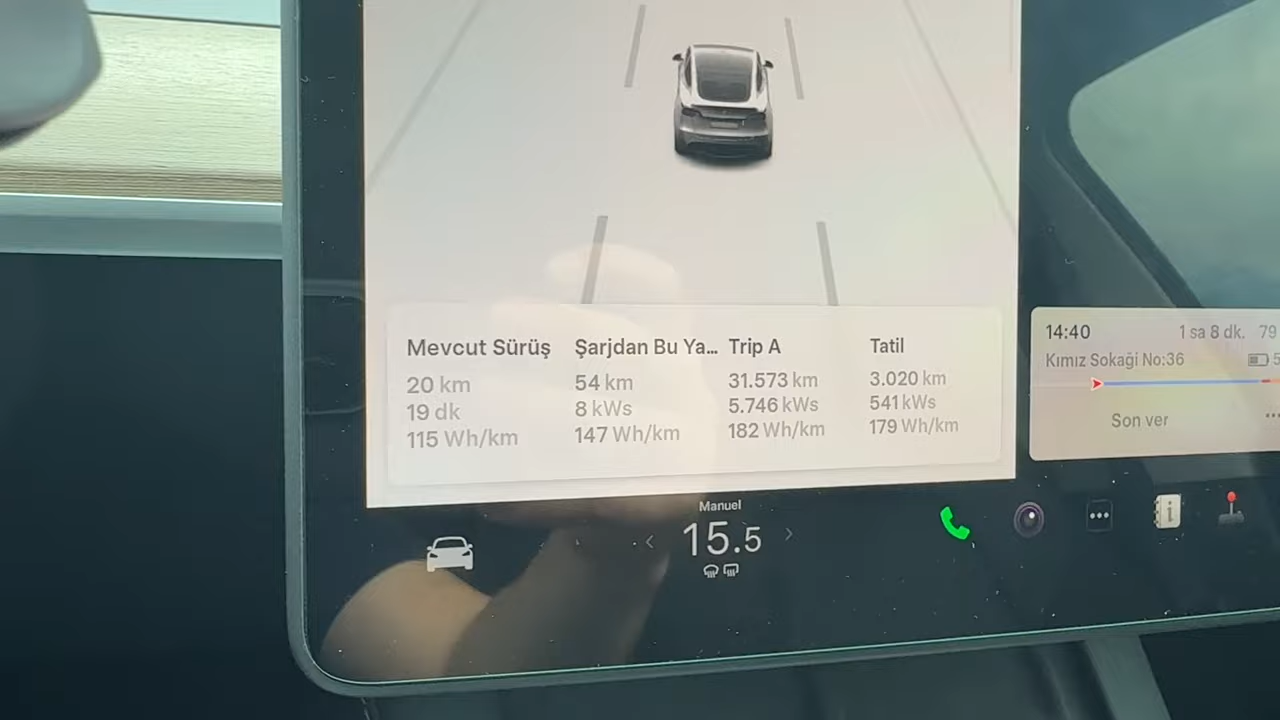 Mevcut Sürüş
20 km
19 dk
115 Wh/km
Şarjdan Bu Ya...
54 km
8 kWs
147 Wh/km
Trip A
31.573 km
5.746 kWs
182 Wh/km
Tatil
3.020 km
541 kWs
179 Wh/km
14:40 1 sa 8 dk. 79
Kımız Sokaği No:36 5
Son ver ...
Manuel
15.5